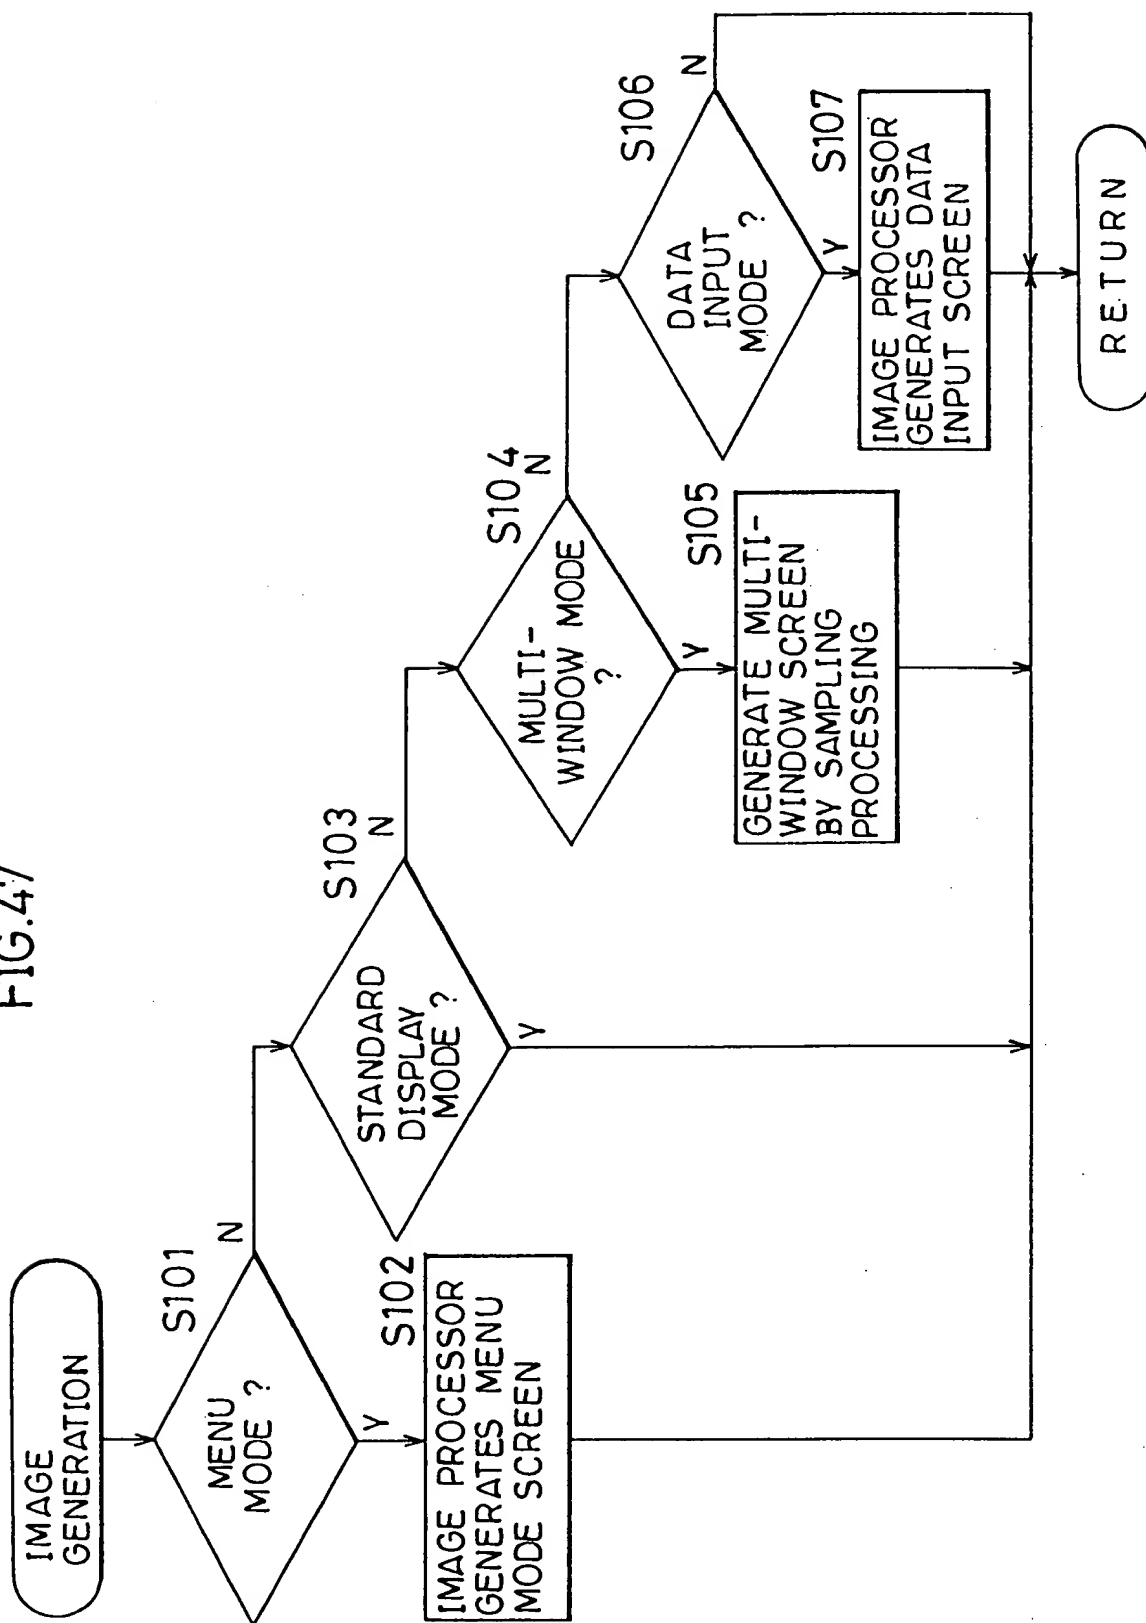 FIG.47
IMAGE
GENERATION
S101
MENU
MODE ?
N
Y
S102
IMAGE PROCESSOR
GENERATES MENU
MODE SCREEN
S103
STANDARD
DISPLAY
MODE ?
N
Y
S104
MULTI-
WINDOW MODE
?
N
Y
S105
GENERATE MULTI-
WINDOW SCREEN
BY SAMPLING
PROCESSING
S106
DATA
INPUT
MODE ?
N
Y
S107
IMAGE PROCESSOR
GENERATES DATA
INPUT SCREEN
RETURN